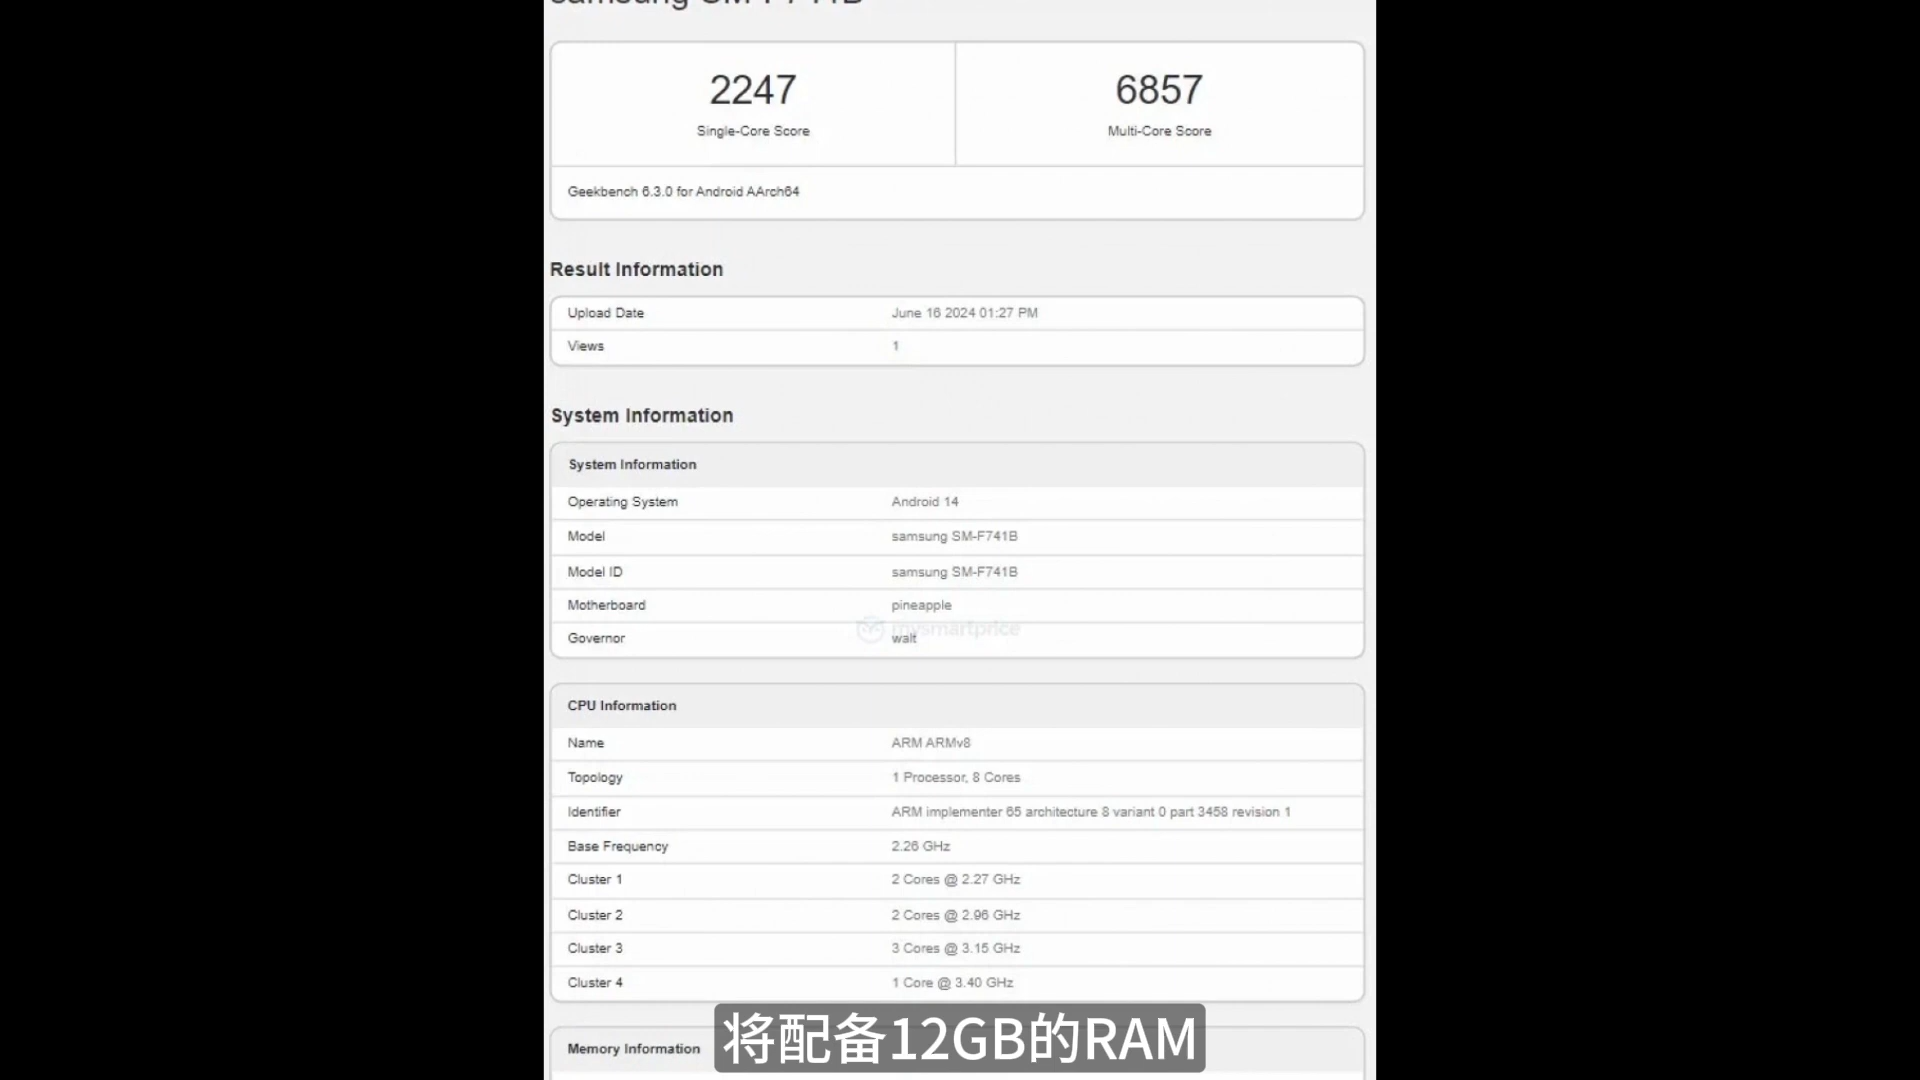 samsung SM-F741B
2247
6857
Single-Core Score
Multi-Core Score
Geekbench 6.3.0 for Android AArch64
Result Information
Upload Date June 16 2024 01:27 PM
Views 1
System Information
System Information
Operating System Android 14
Model samsung SM-F741B
Model ID samsung SM-F741B
Motherboard pineapple
mysmartprice
Governor walt
CPU Information
Name ARM ARMv8
Topology 1 Processor, 8 Cores
Identifier ARM implementer 65 architecture 8 variant 0 part 3458 revision 1
Base Frequency 2.26 GHz
Cluster 1 2 Cores @ 2.27 GHz
Cluster 2 2 Cores @ 2.96 GHz
Cluster 3 3 Cores @ 3.15 GHz
Cluster 4 1 Core @ 3.40 GHz
Memory Information
将配备12GB的RAM